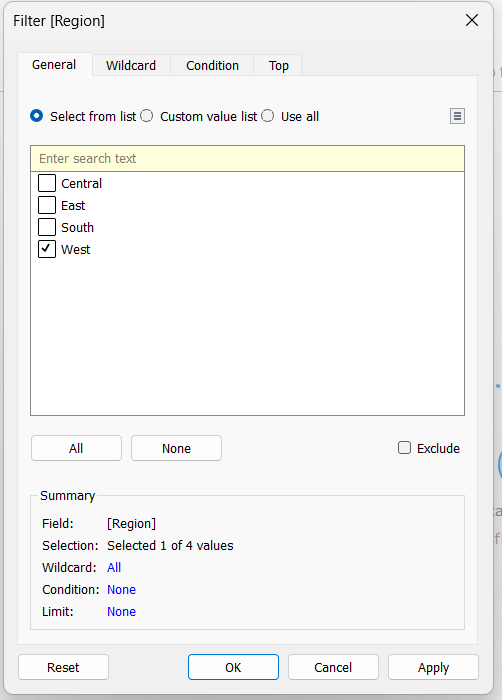 Filter [Region]
General Wildcard Condition Top
Select from list Custom value list Use all
Enter search text
Central
East
South
West
All None Exclude
Summary
Field: [Region]
Selection: Selected 1 of 4 values
Wildcard: All
Condition: None
Limit: None
Reset OK Cancel Apply